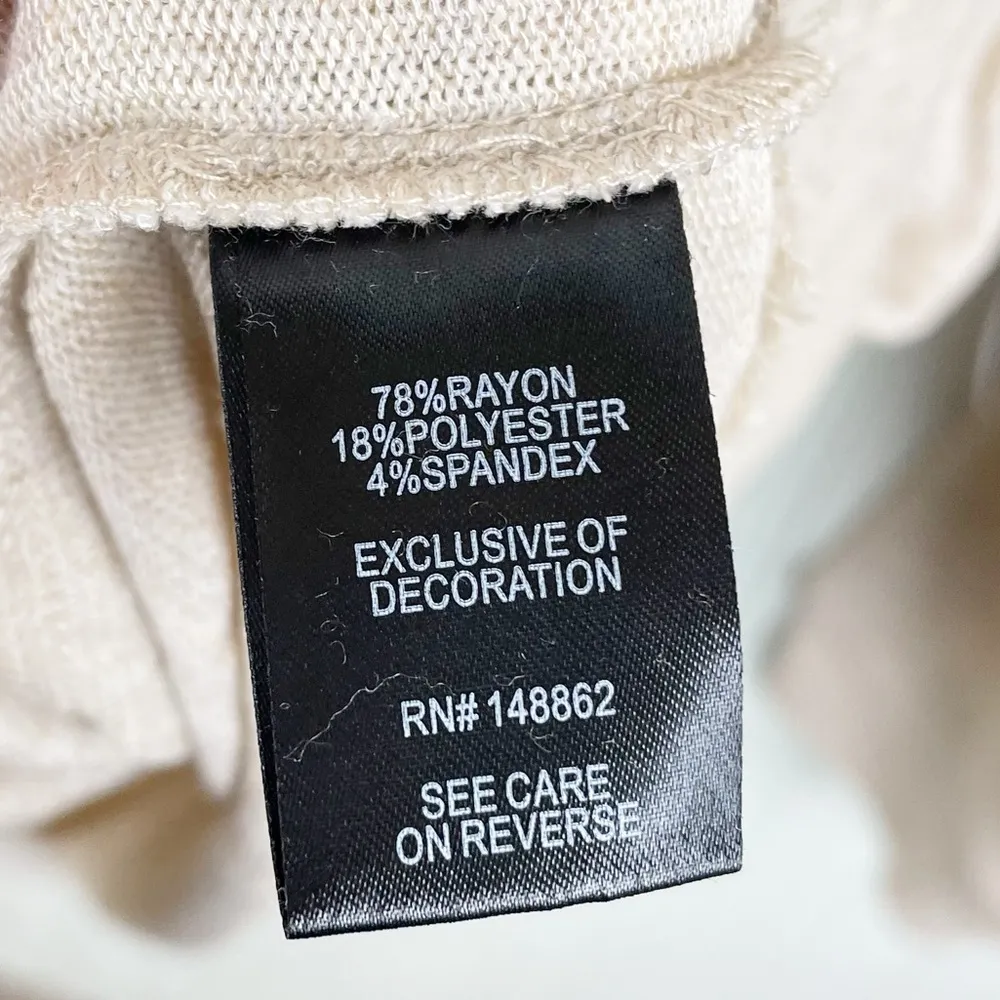 78%RAYON
18%POLYESTER
4%SPANDEX
EXCLUSIVE OF
DECORATION
RN# 148862
SEE CARE
ON REVERSE